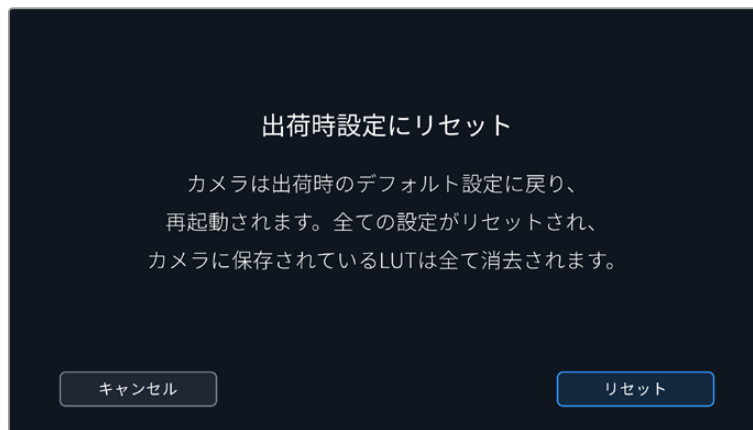 出荷時設定にリセット
カメラは出荷時のデフォルト設定に戻り、
再起動されます。全ての設定がリセットされ、
カメラに保存されているLUTは全て消去されます。
キャンセル
リセット